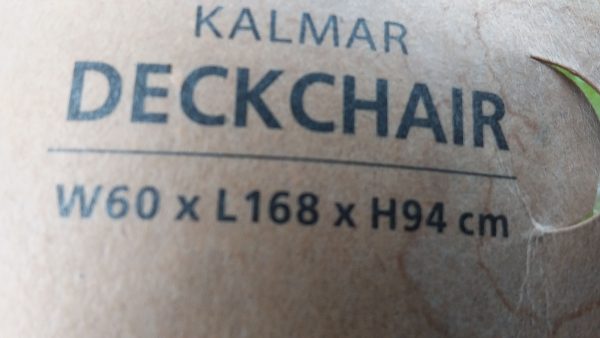 KALMAR
DECKCHAIR
W60 x L168 x H94 cm